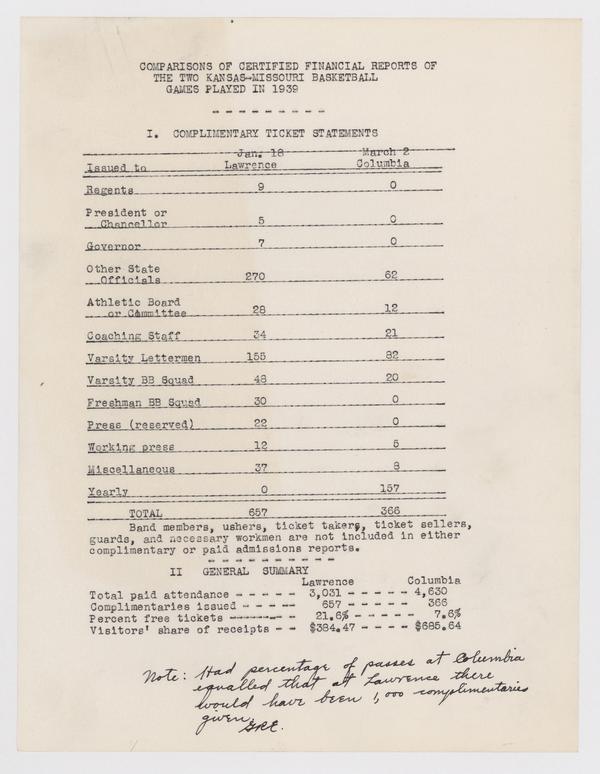 COMPARISONS OF CERTIFIED FINANCIAL REPORTS OF
THE TWO KANSAS-MISSOURI BASKETBALL
GAMES PLAYED IN 1939
- - - - - - - - -
I. COMPLIMENTARY TICKET STATEMENTS
Jan. 18 March 2
Issued to Lawrence Columbia
Regents 9 0
President or
Chancellor 5 0
Governor 7 0
Other State
Officials 270 62
Athletic Board
or Committee 28 12
Coaching Staff 34 21
Varsity Lettermen 155 82
Varsity BB Squad 48 20
Freshman BB Squad 30 0
Press (reserved) 22 0
Working press 12 5
Miscellaneous 37 8
Yearly 0 157
TOTAL 657 366
Band members, ushers, ticket takers, ticket sellers,
guards, and necessary workmen are not included in either
complimentary or paid admissions reports.
- - - - - - - - - -
II GENERAL SUMMARY
Lawrence Columbia
Total paid attendance - - - - - 3,031 - - - - - 4,630
Complimentaries issued - - - - 657 - - - - - 366
Percent free tickets - - - - - - 21.6% - - - - - 7.6%
Visitors' share of receipts - - $384.47 - - - - $685.64
Note: Had percentage of passes at Columbia
equalled that at Lawrence there
would have been 1,000 complimentaries
given.